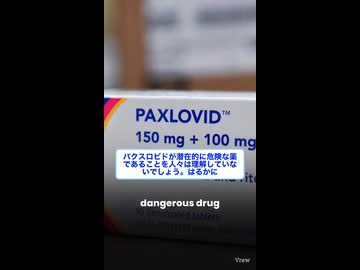 PAXLOVID™
150 mg + 100 mg
パクスロビドが潜在的に危険な薬
であることを人々は理解していな
いでしょう。はるかに
dangerous drug
Vrew